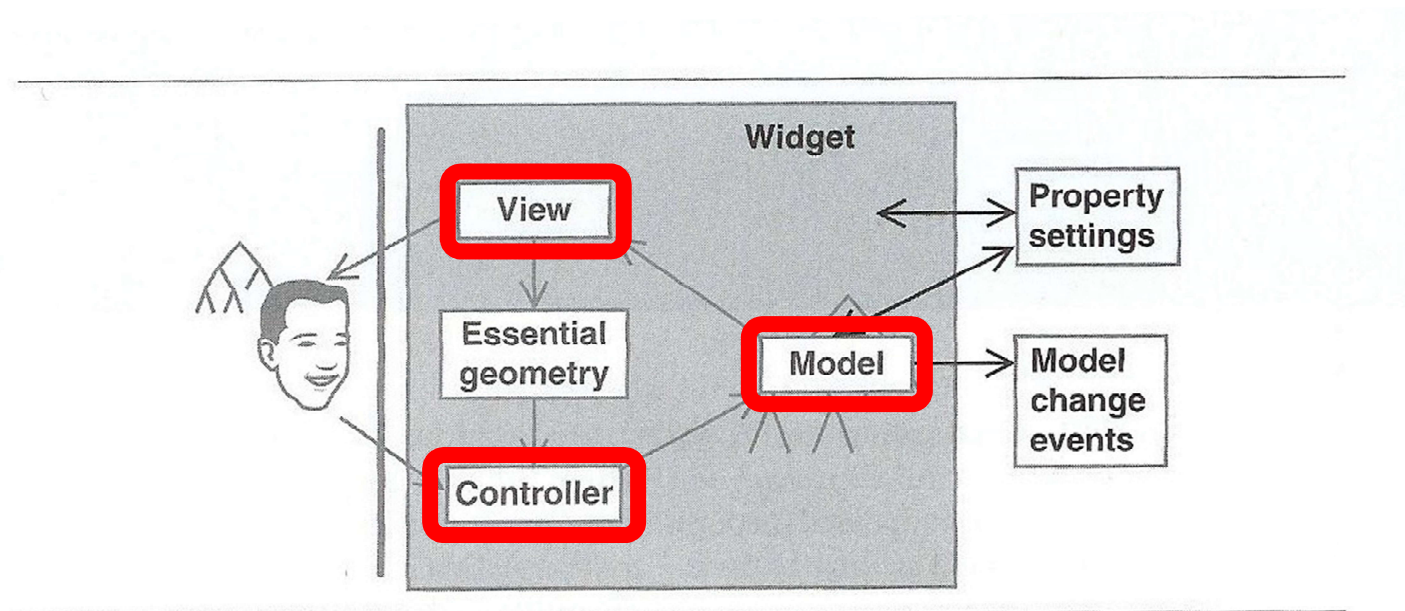 Widget
View
Property
settings
Essential
geometry
Model
Model
change
events
Controller